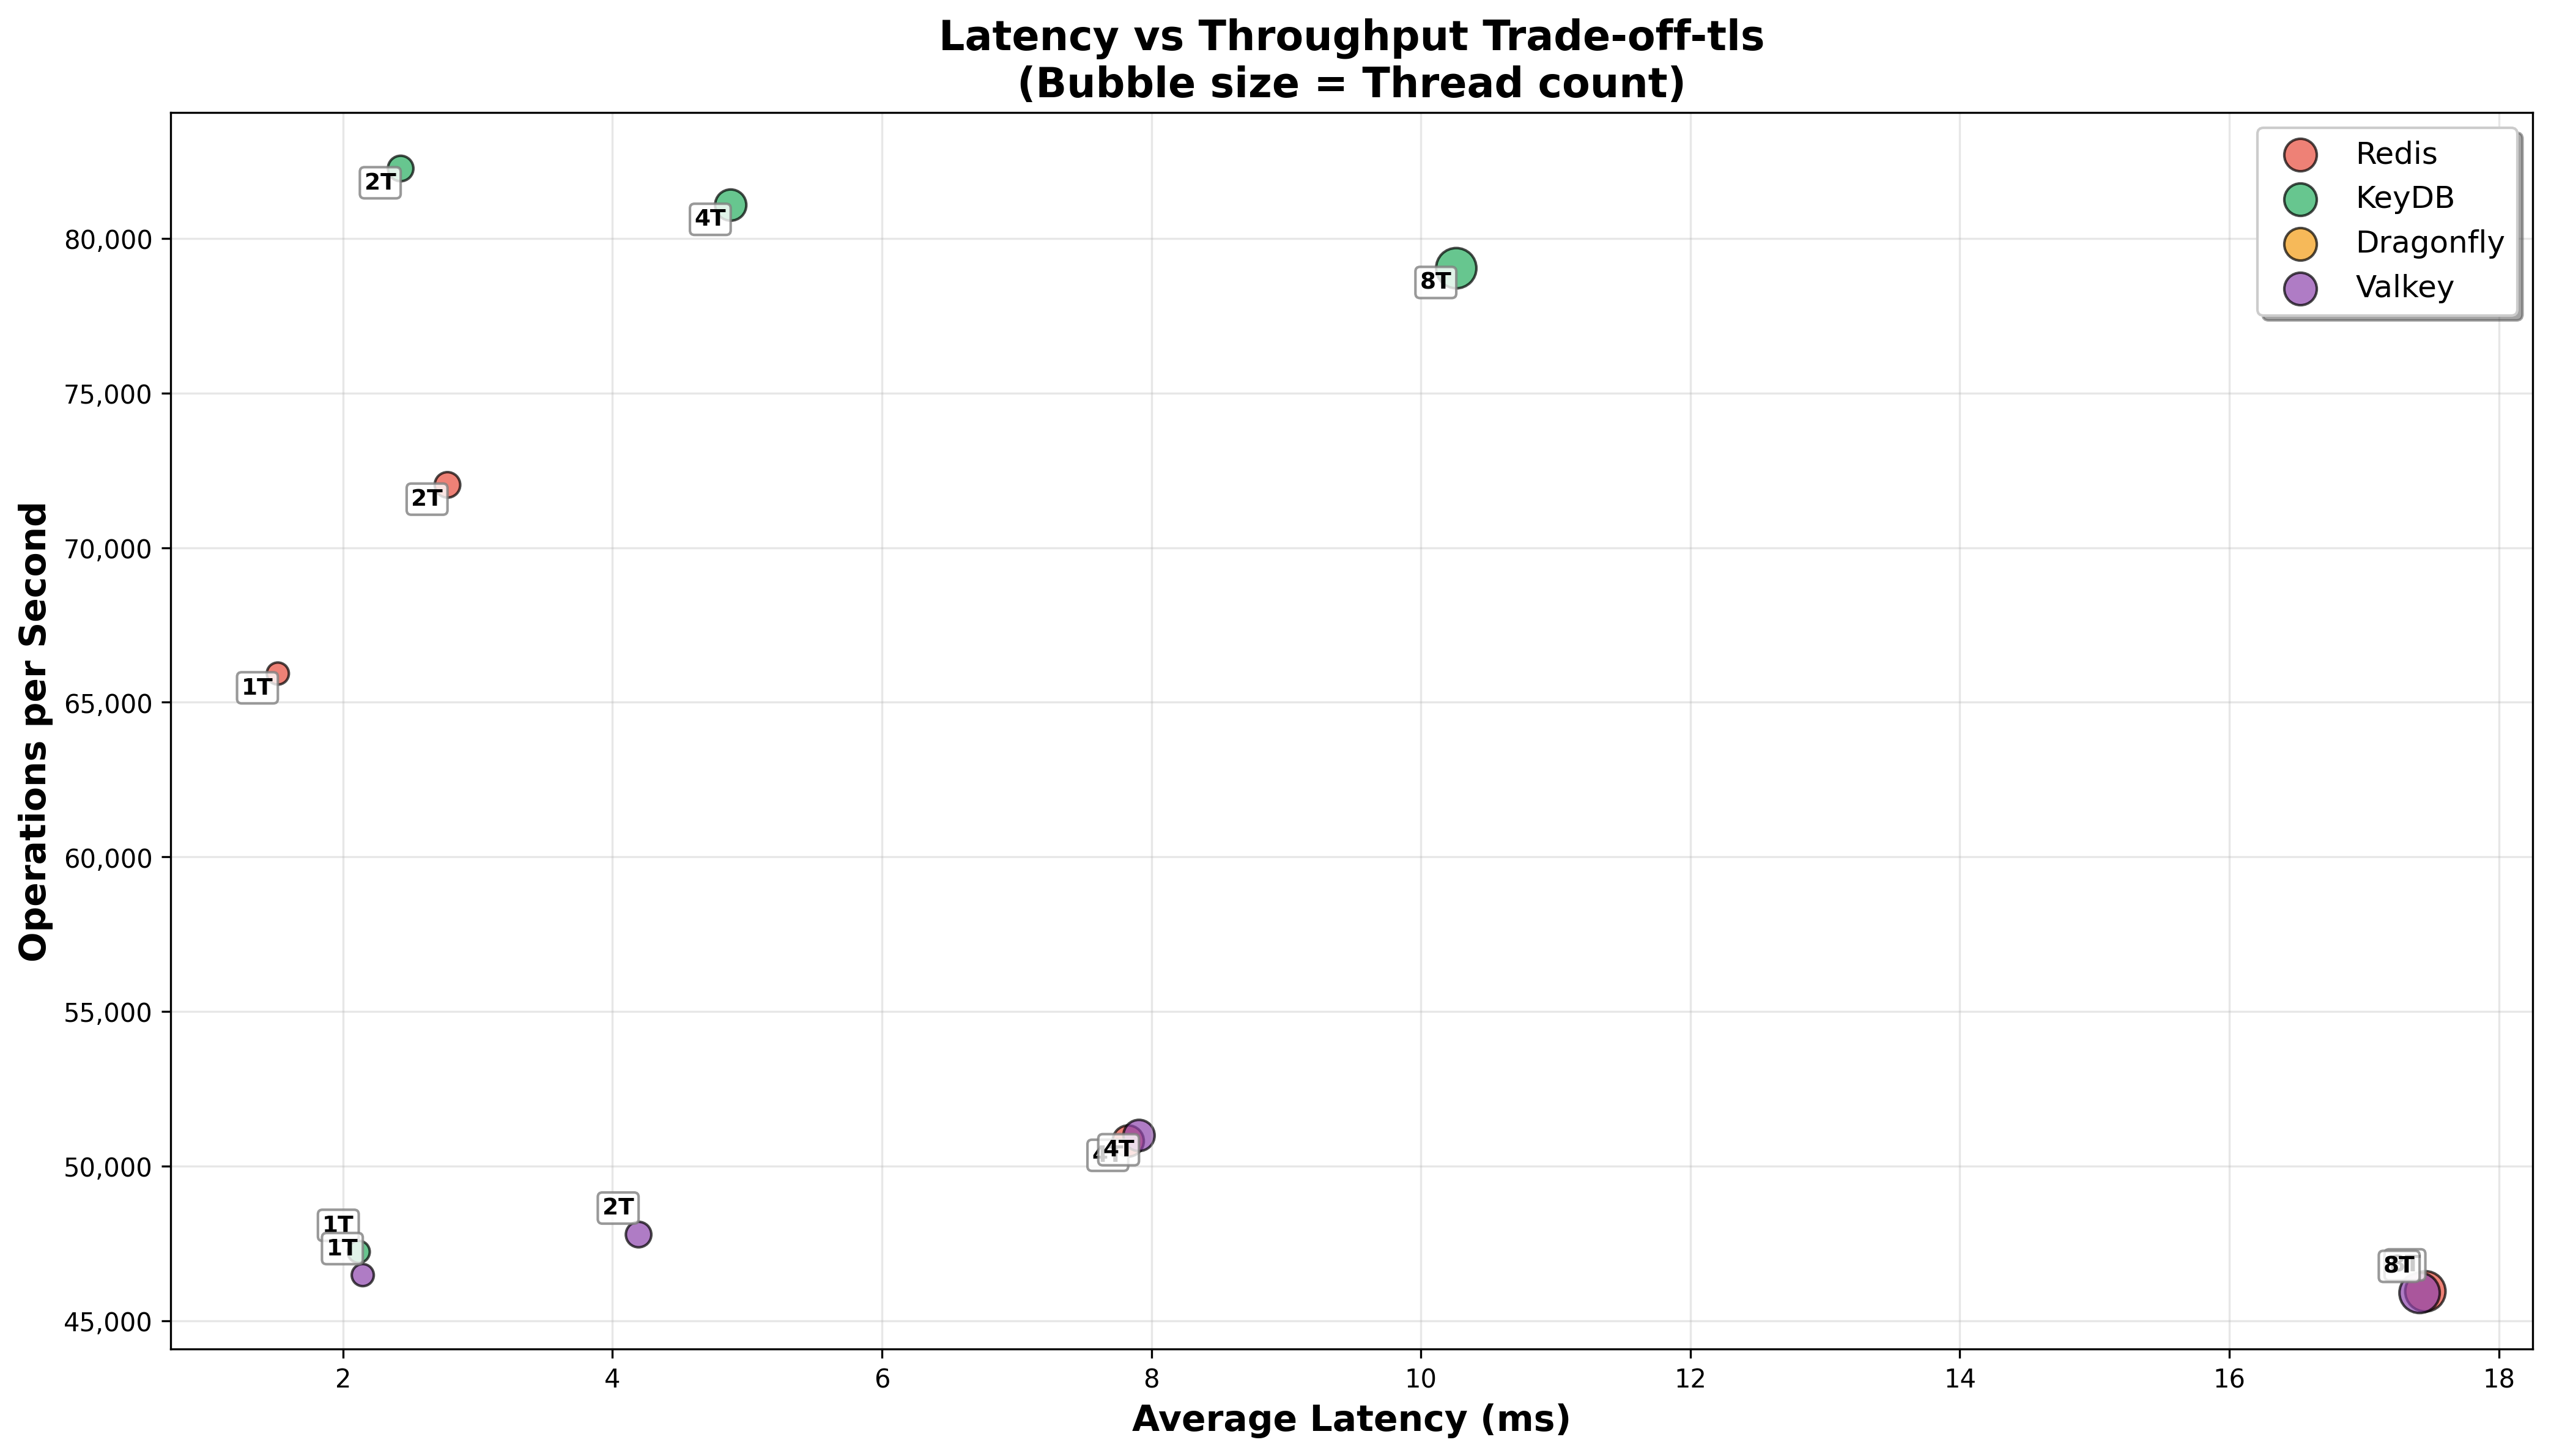 Latency vs Throughput Trade-off-tls
(Bubble size = Thread count)
Redis
KeyDB
Dragonfly
Valkey
Operations per Second
80,000
75,000
70,000
65,000
60,000
55,000
50,000
45,000
2T
4T
8T
2T
1T
4T
2T
1T
1T
8T
2
4
6
8
10
12
14
16
18
Average Latency (ms)